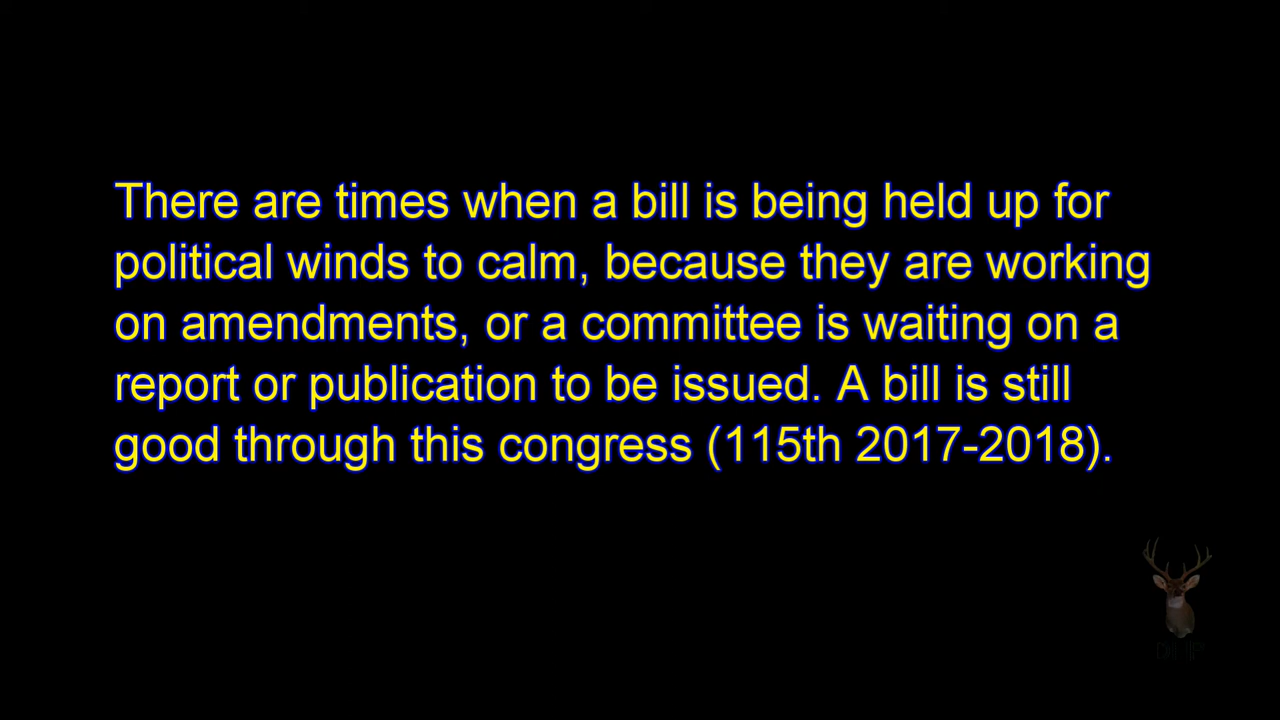 There are times when a bill is being held up for
political winds to calm, because they are working
on amendments, or a committee is waiting on a
report or publication to be issued. A bill is still
good through this congress (115th 2017-2018).